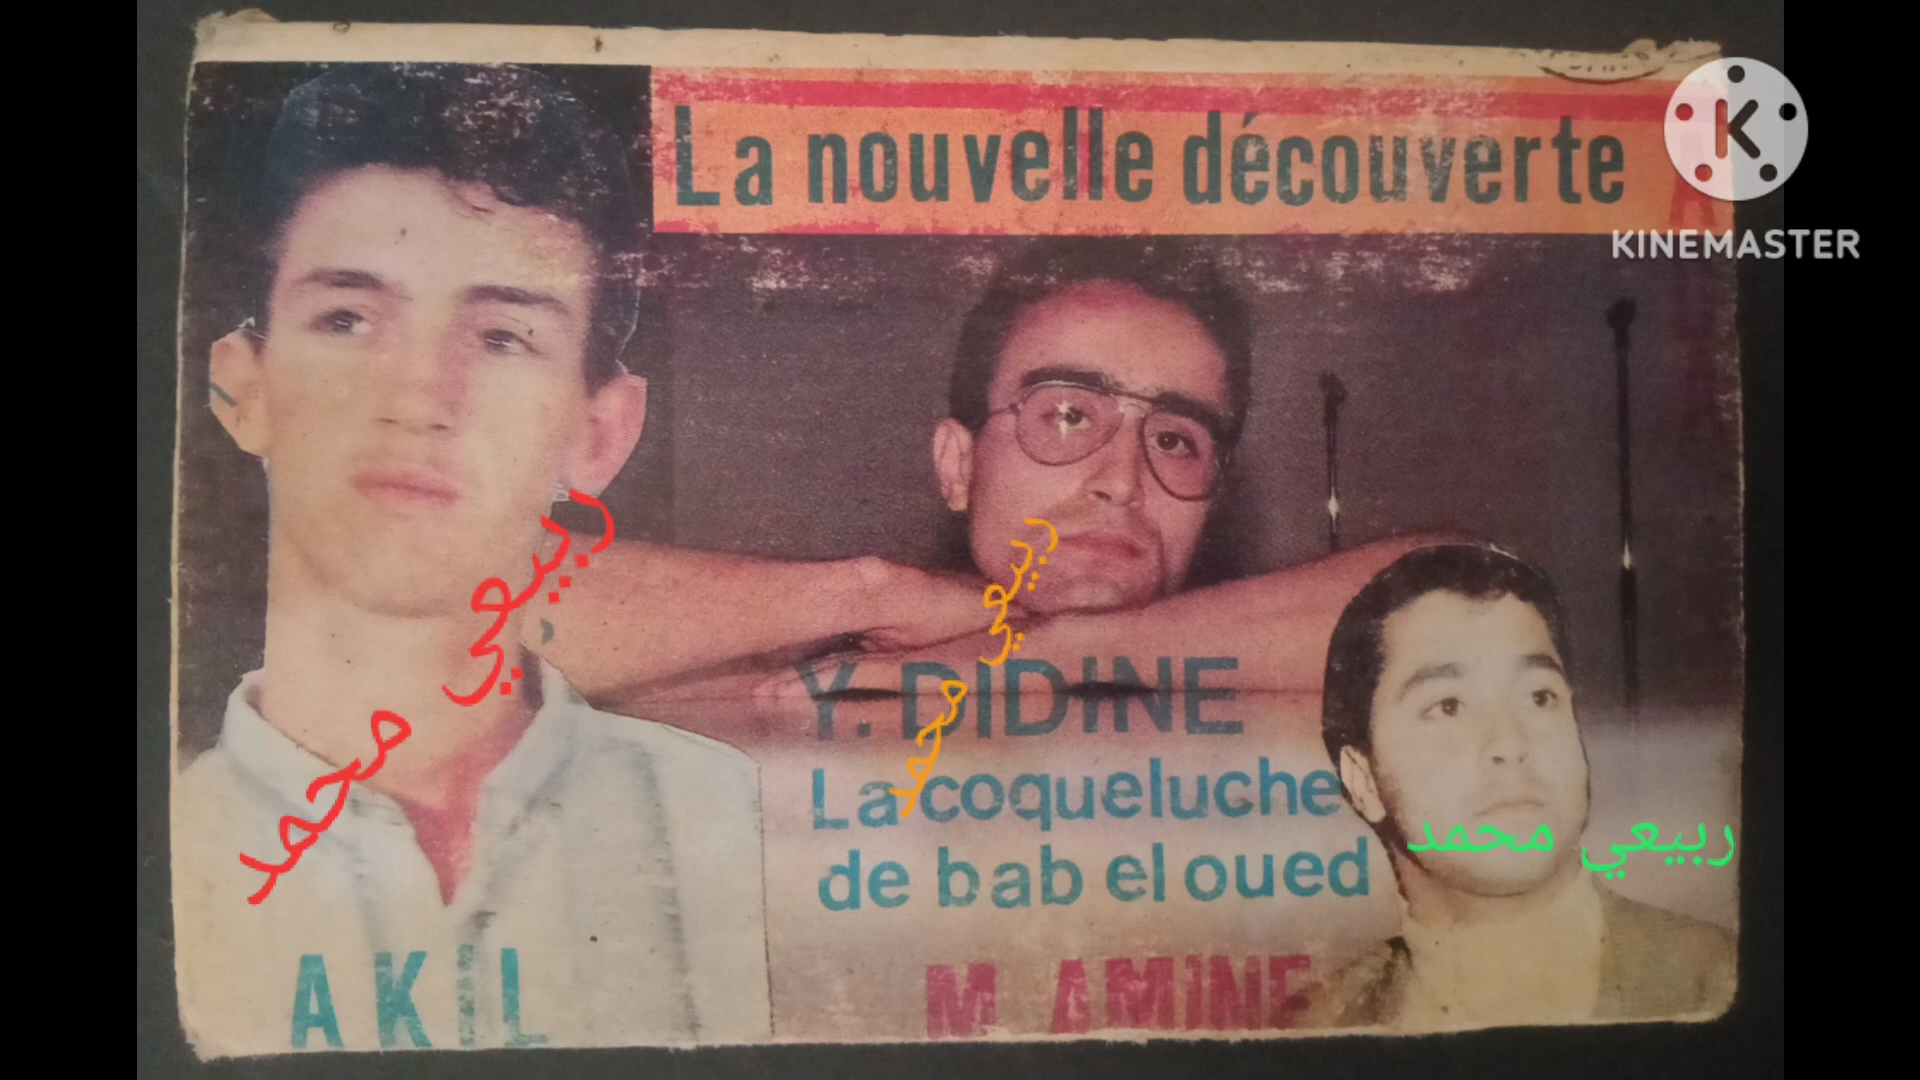 La nouvelle découverte
KINEMASTER
ربيعي محمد
ربيعي محمد
Y. DIDINE
La coqueluche
de bab el oued
ربيعي محمد
AKIL
M AMINE